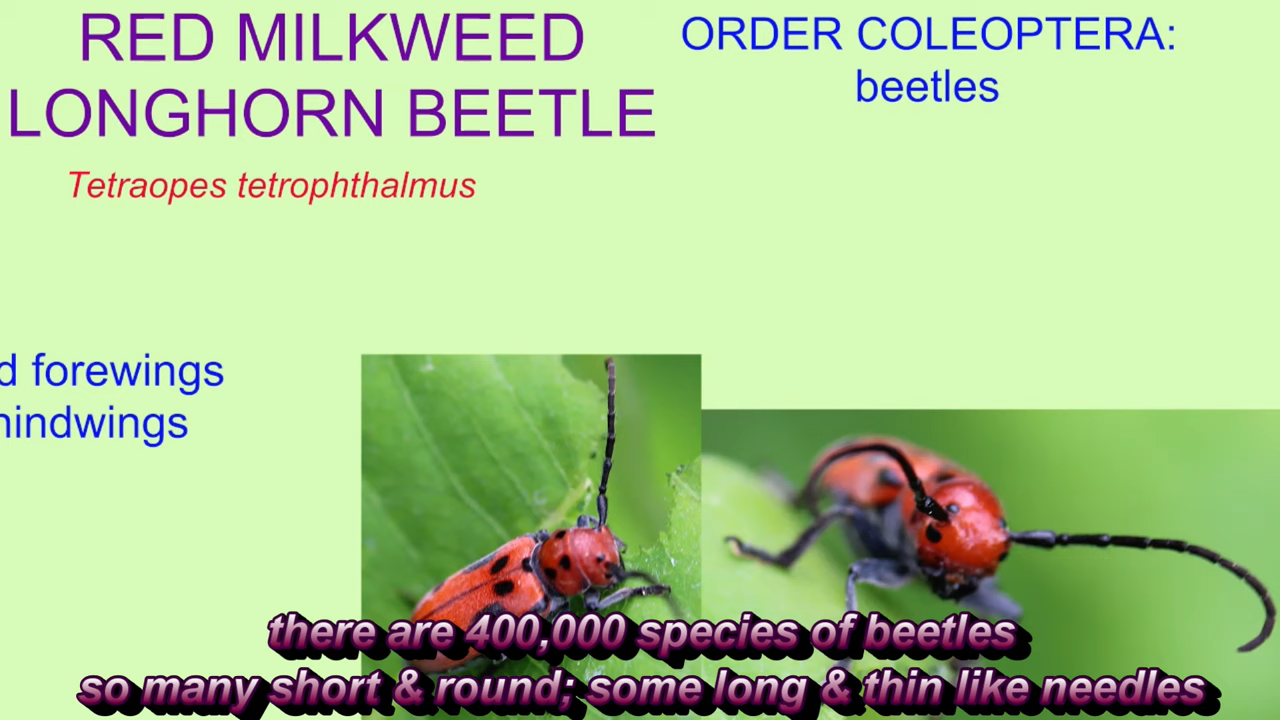 RED MILKWEED
LONGHORN BEETLE
Tetraopes tetrophthalmus
ORDER COLEOPTERA:
beetles
d forewings
hindwings
there are 400,000 species of beetles
so many short & round; some long & thin like needles